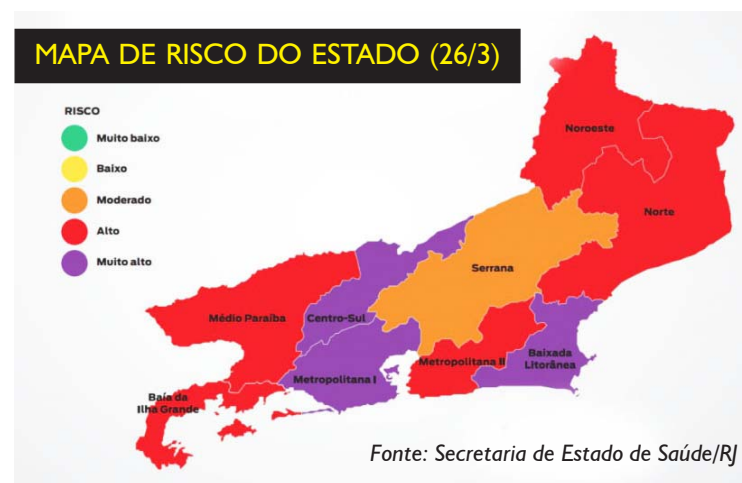 MAPA DE RISCO DO ESTADO (26/3)
RISCO
Muito baixo
Baixo
Moderado
Alto
Muito alto
Noroeste
Norte
Serrana
Médio Paraíba
Centro-Sul
Metropolitana II
Baixada
Litorânea
Metropolitana I
Baía da
Ilha Grande
Fonte: Secretaria de Estado de Saúde/RJ